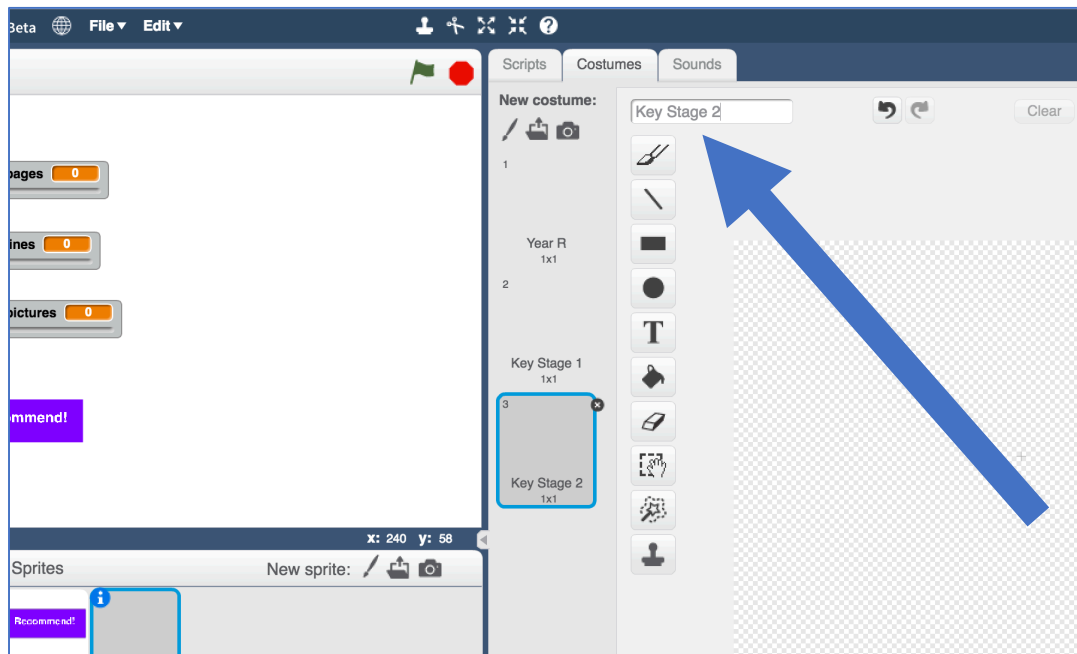 Beta File Edit
Scripts Costumes Sounds
New costume:
Key Stage 2
Clear
1
Year R
1x1
2
Key Stage 1
1x1
3
Key Stage 2
1x1
pages 0
ines 0
pictures 0
ommend!
x: 240 y: 58
Sprites New sprite:
Recommend!
T